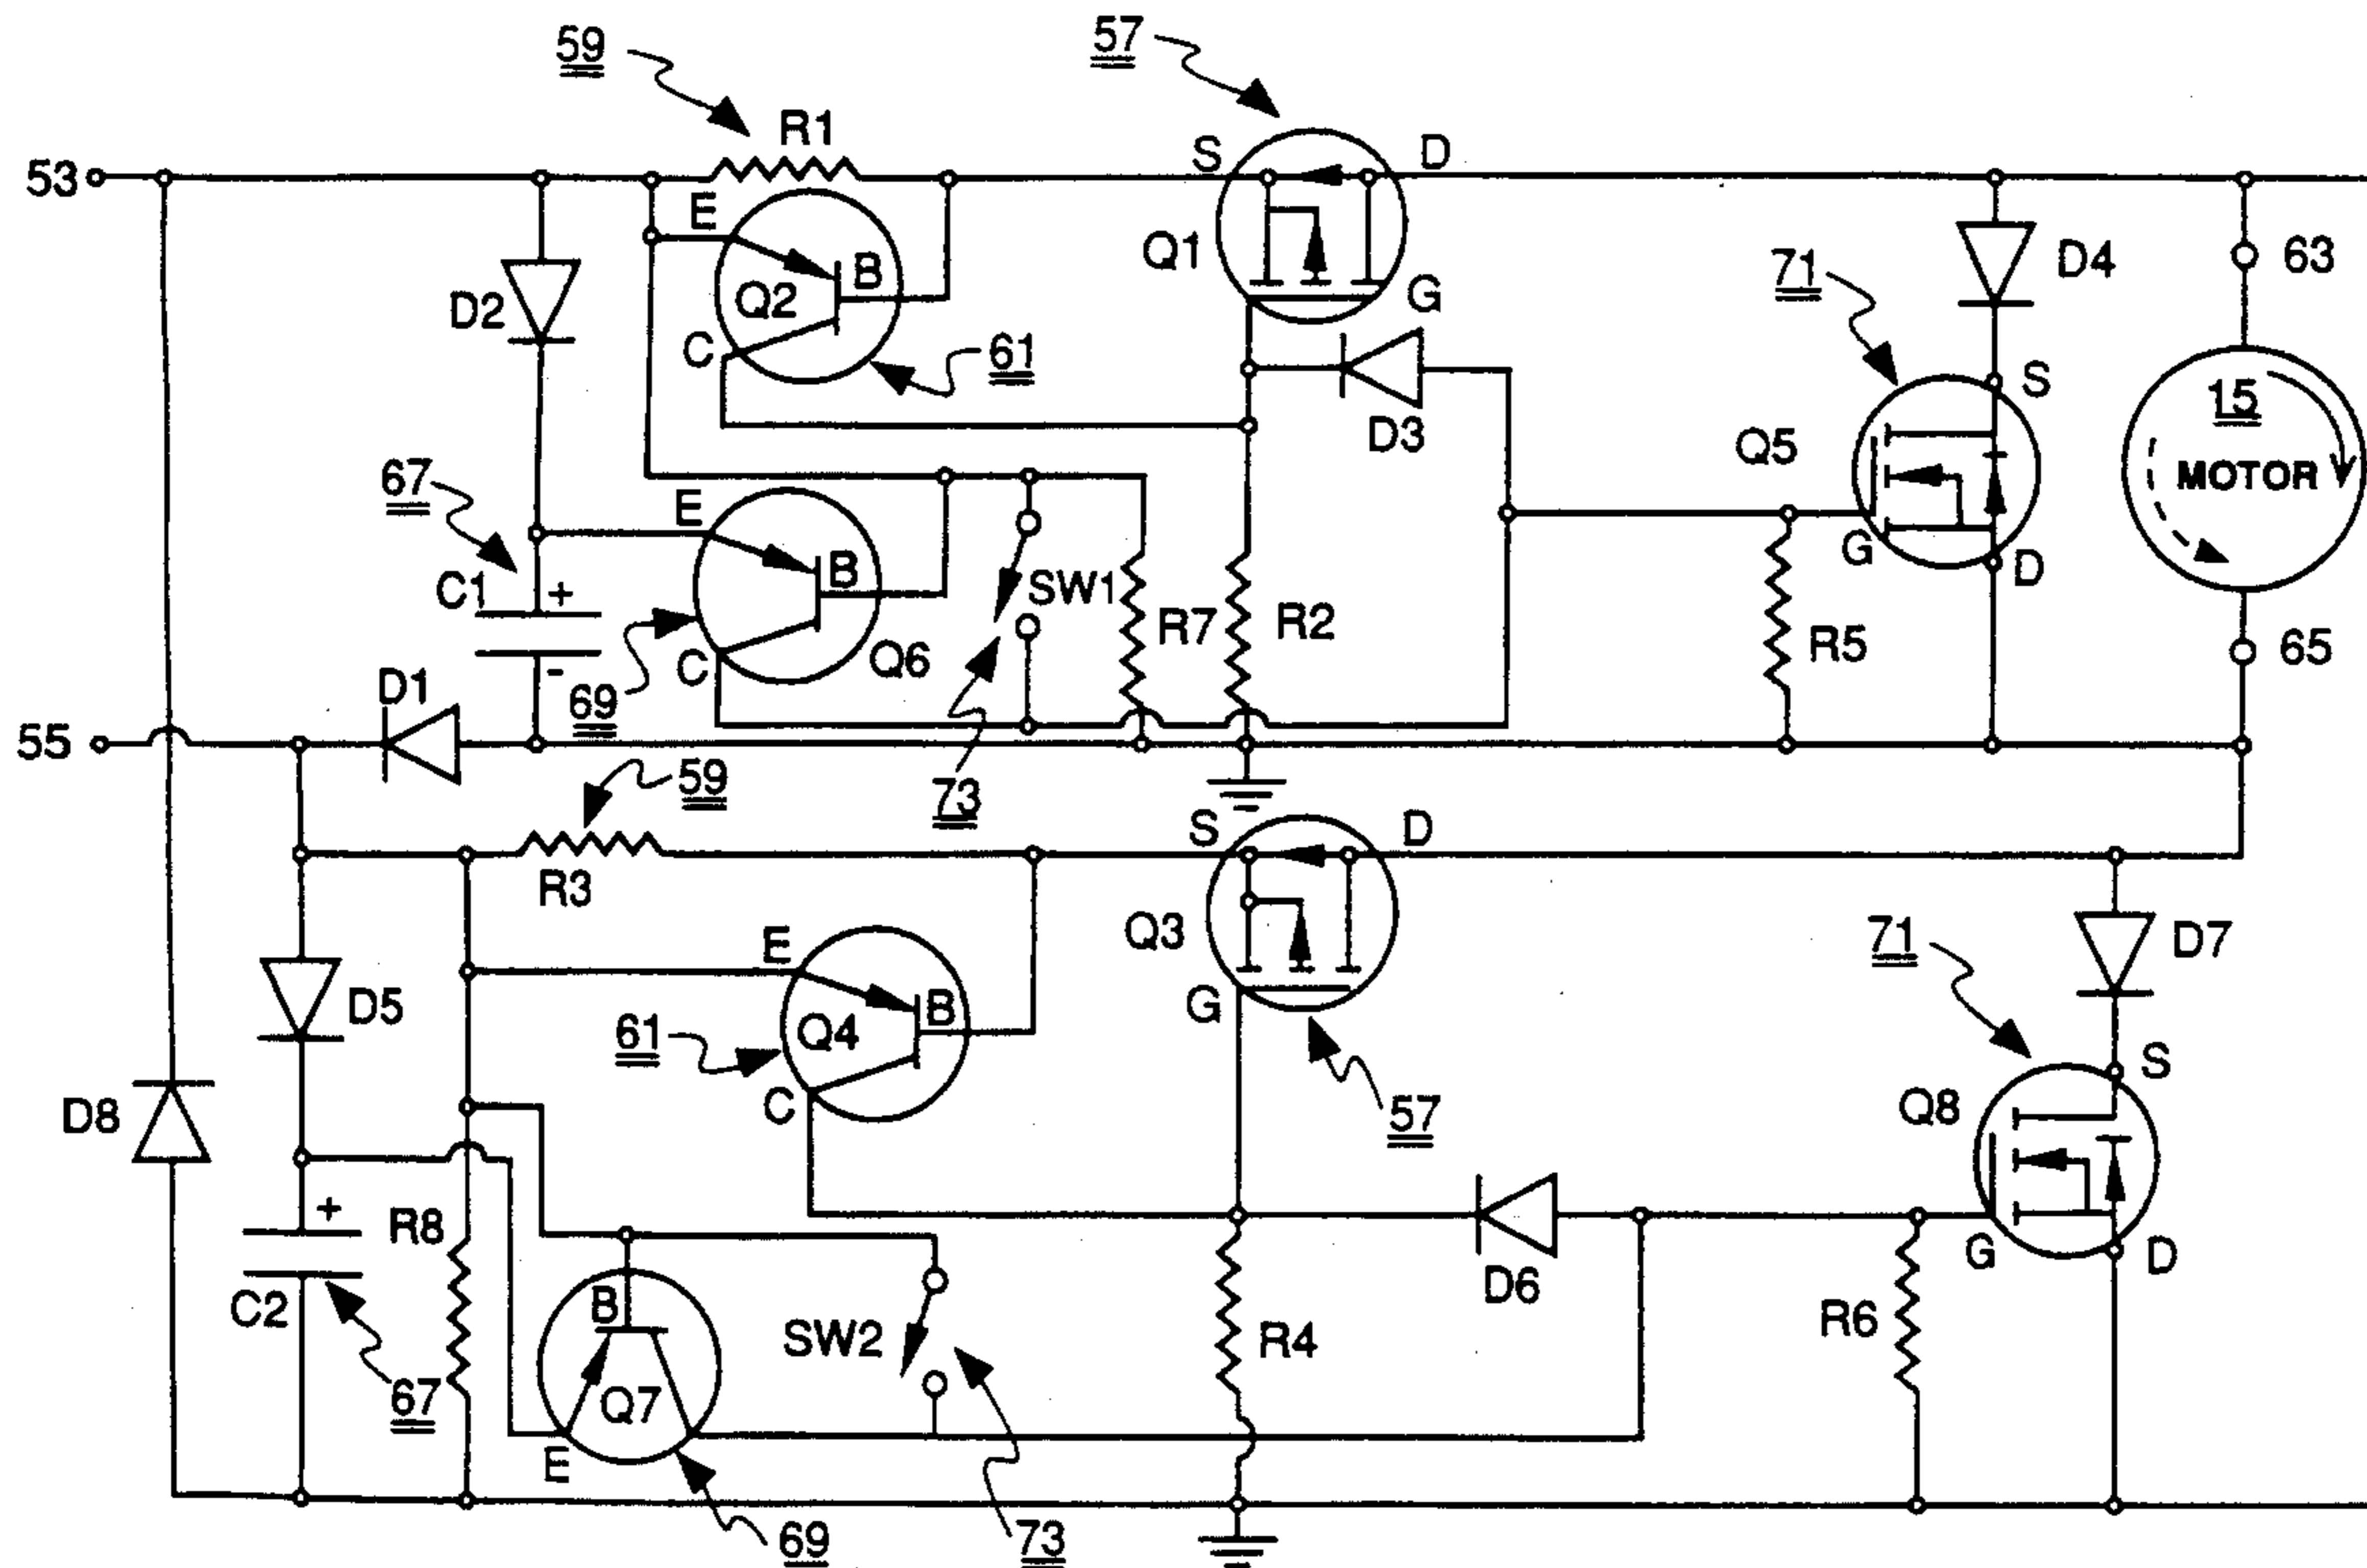 59
57
R1
S
D
53
E
Q1
63
D4
71
B
D2
Q2
G
C
61
S
15
D3
Q5
MOTOR
67
E
B
G
D
C1
+
SW1
R7
R2
R5
65
C
Q6
-
D1
69
55
59
73
S
D
R3
Q3
D7
71
E
D5
B
G
S
61
Q4
Q8
C
57
D8
+
R8
G
D
C2
D6
B
SW2
R4
R6
67
Q7
E
69
73